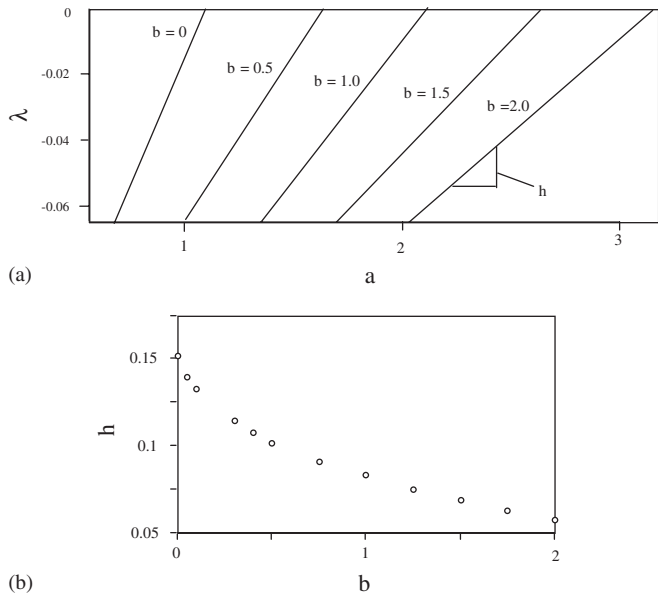 0
b = 0
b = 0.5
b = 1.0
b = 1.5
b =2.0
-0.02
-0.04
-0.06
λ
h
1
2
3
(a)
a
0.15
0.1
0.05
h
0
1
2
(b)
b